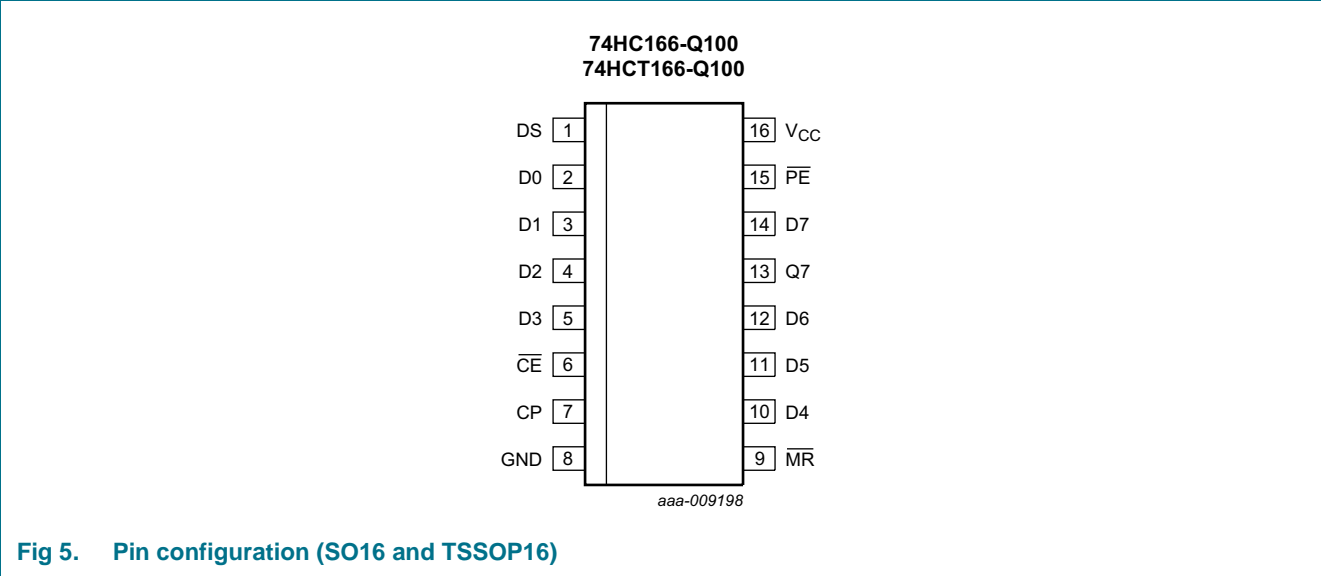 74HC166-Q100
74HCT166-Q100
DS 1 16 VCC
D0 2 15 PE
D1 3 14 D7
D2 4 13 Q7
D3 5 12 D6
CE 6 11 D5
CP 7 10 D4
GND 8 9 MR
aaa-009198
Fig 5. Pin configuration (SO16 and TSSOP16)